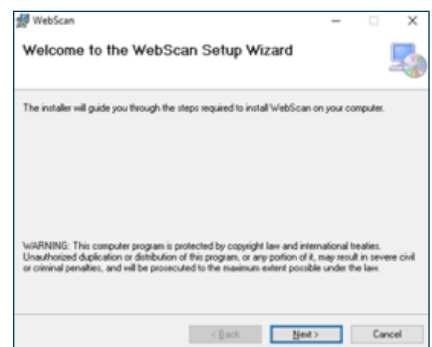 WebScan
Welcome to the WebScan Setup Wizard
The installer will guide you through the steps required to install WebScan on your computer.
WARNING: This computer program is protected by copyright law and international treaties.
Unauthorized duplication or distribution of this program, or any portion of it, may result in severe civil
or criminal penalties, and will be prosecuted to the maximum extent possible under the law.
< Back
Next >
Cancel